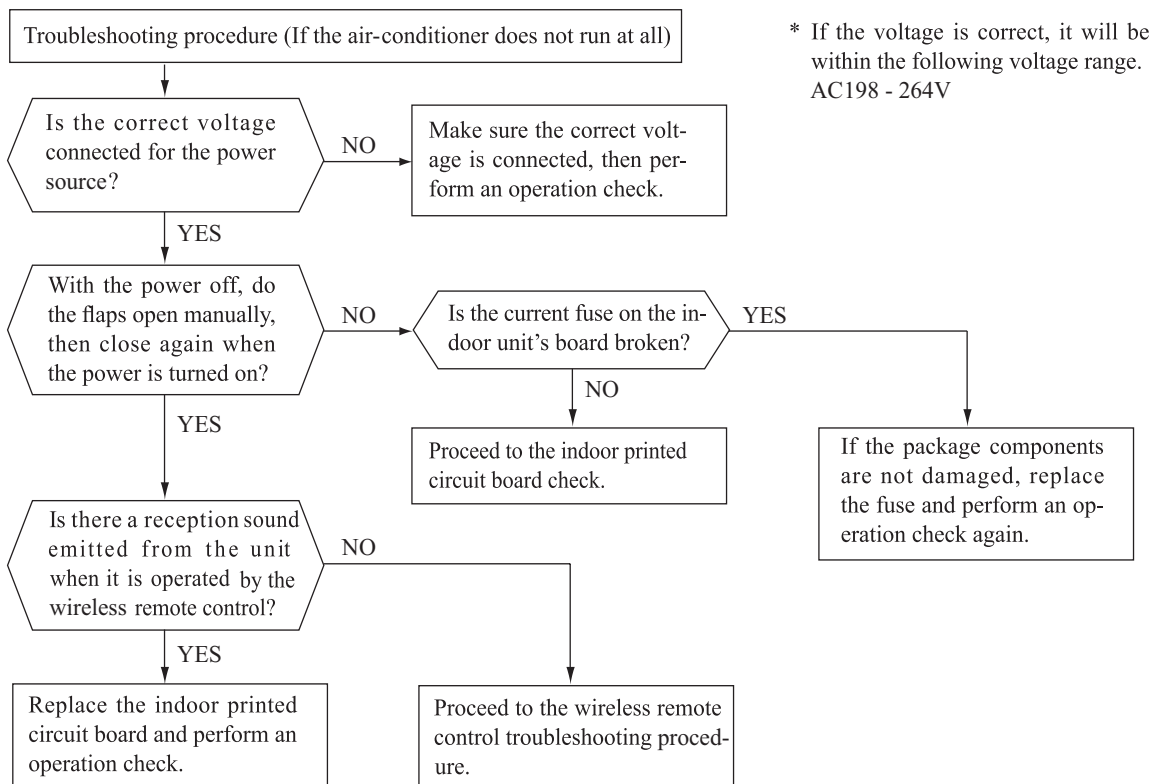 Troubleshooting procedure (If the air-conditioner does not run at all)
* If the voltage is correct, it will be
within the following voltage range.
AC198 - 264V
Is the correct voltage
connected for the power
source?
NO
Make sure the correct volt-
age is connected, then per-
form an operation check.
YES
With the power off, do
the flaps open manually,
then close again when
the power is turned on?
NO
Is the current fuse on the in-
door unit's board broken?
YES
NO
YES
Proceed to the indoor printed
circuit board check.
If the package components
are not damaged, replace
the fuse and perform an op-
eration check again.
Is there a reception sound
emitted from the unit
when it is operated by the
wireless remote control?
NO
YES
Replace the indoor printed
circuit board and perform an
operation check.
Proceed to the wireless remote
control troubleshooting proced-
ure.